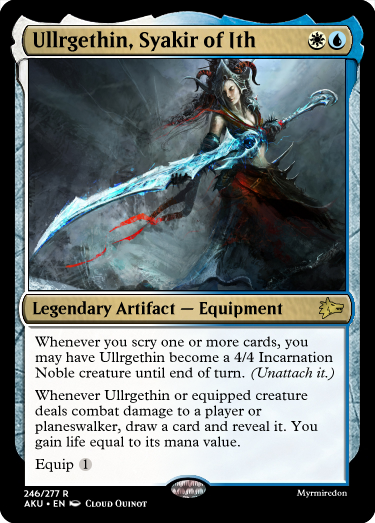 Ullrgethin, Syakir of Ith
Legendary Artifact — Equipment
Whenever you scry one or more cards, you
may have Ullrgethin become a 4/4 Incarnation
Noble creature until end of turn. (Unattach it.)
Whenever Ullrgethin or equipped creature
deals combat damage to a player or
planeswalker, draw a card and reveal it. You
gain life equal to its mana value.
Equip 1
246/277 R
AKU • EN Cloud Quinot
Myrmiredon